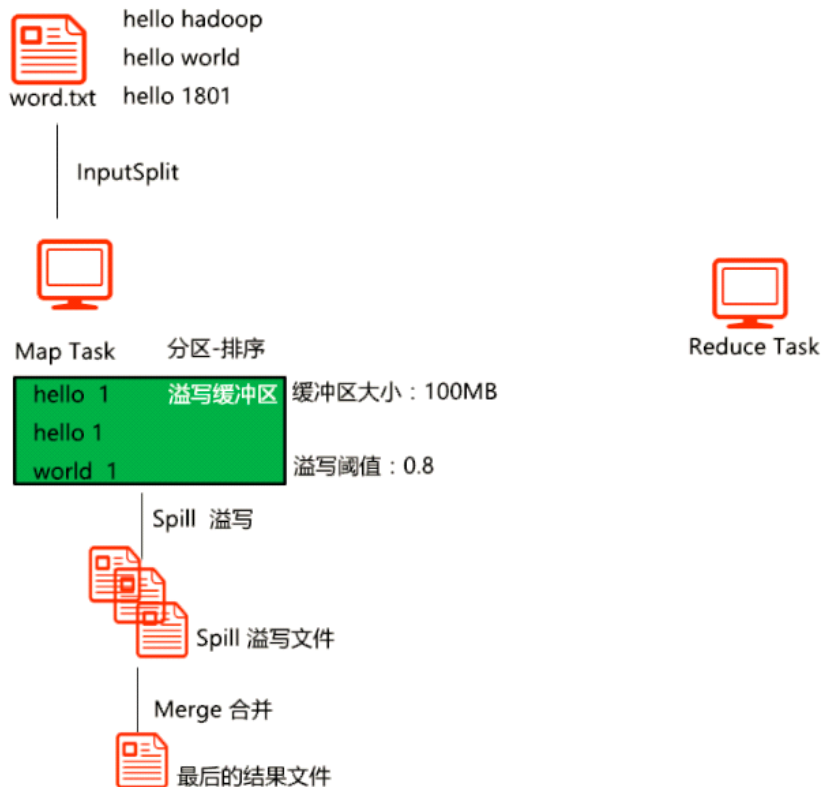 hello hadoop
hello world
word.txt hello 1801
InputSplit
Map Task 分区-排序
Reduce Task
hello 1 溢写缓冲区 缓冲区大小：100MB
hello 1
world 1 溢写阈值：0.8
Spill 溢写
Spill 溢写文件
Merge 合并
最后的结果文件